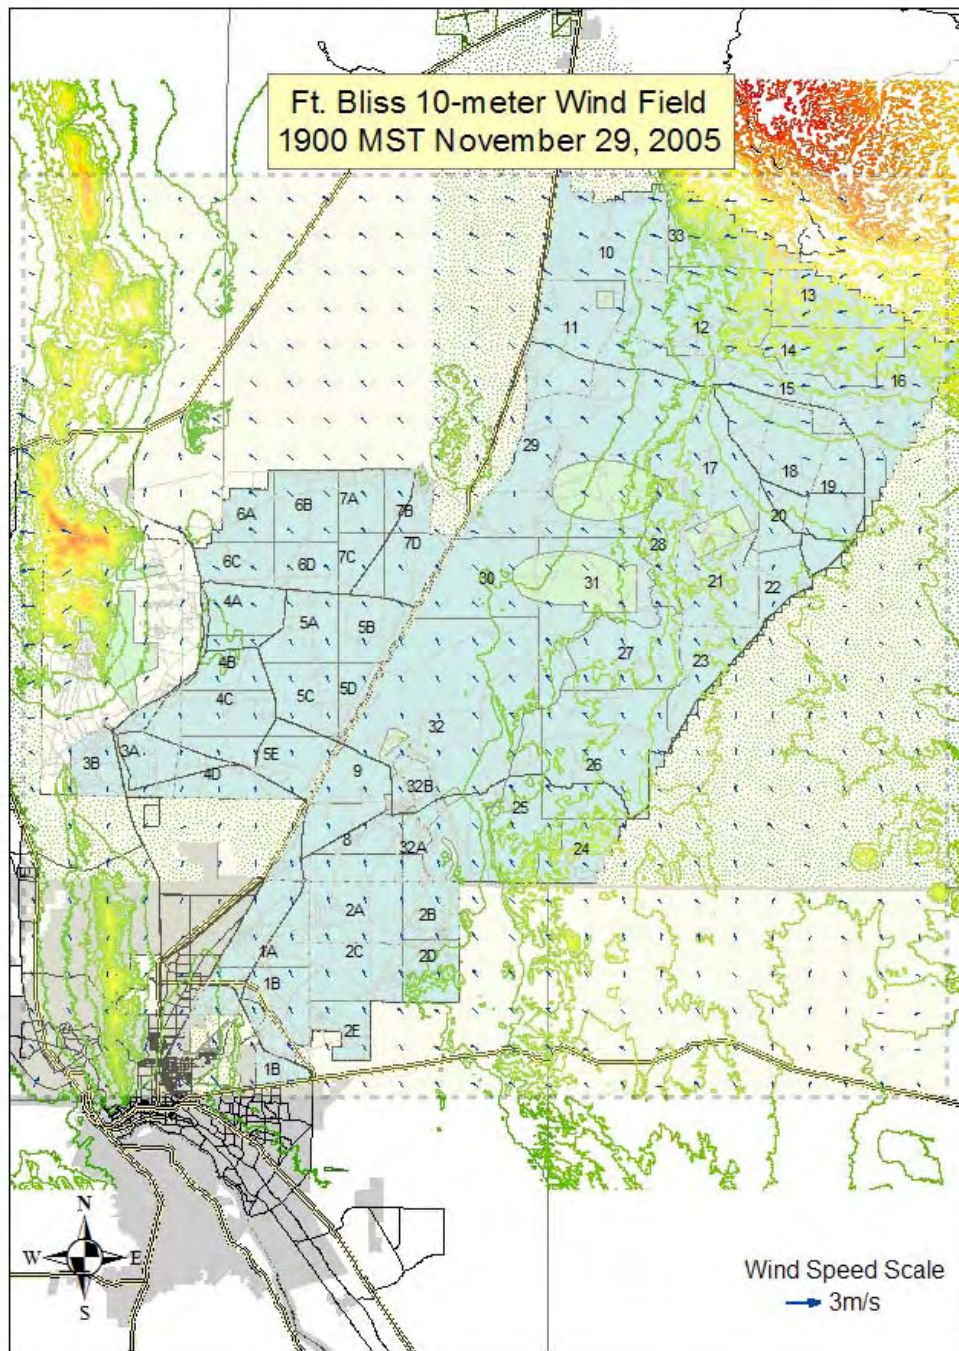 Ft. Bliss 10-meter Wind Field
1900 MST November 29, 2005
33
10
13
11
12
14
15
16
29
17
18
19
6A
6B
7A
7B
20
7D
28
6C
6D
7C
30
31
21
22
4A
5A
5B
27
23
4B
4C
5C
5D
32
3A
3B
5E
4D
9
26
32B
25
8
32A
24
2A
2B
1A
2C
2D
1B
2E
1B
N
W
E
S
Wind Speed Scale
3m/s